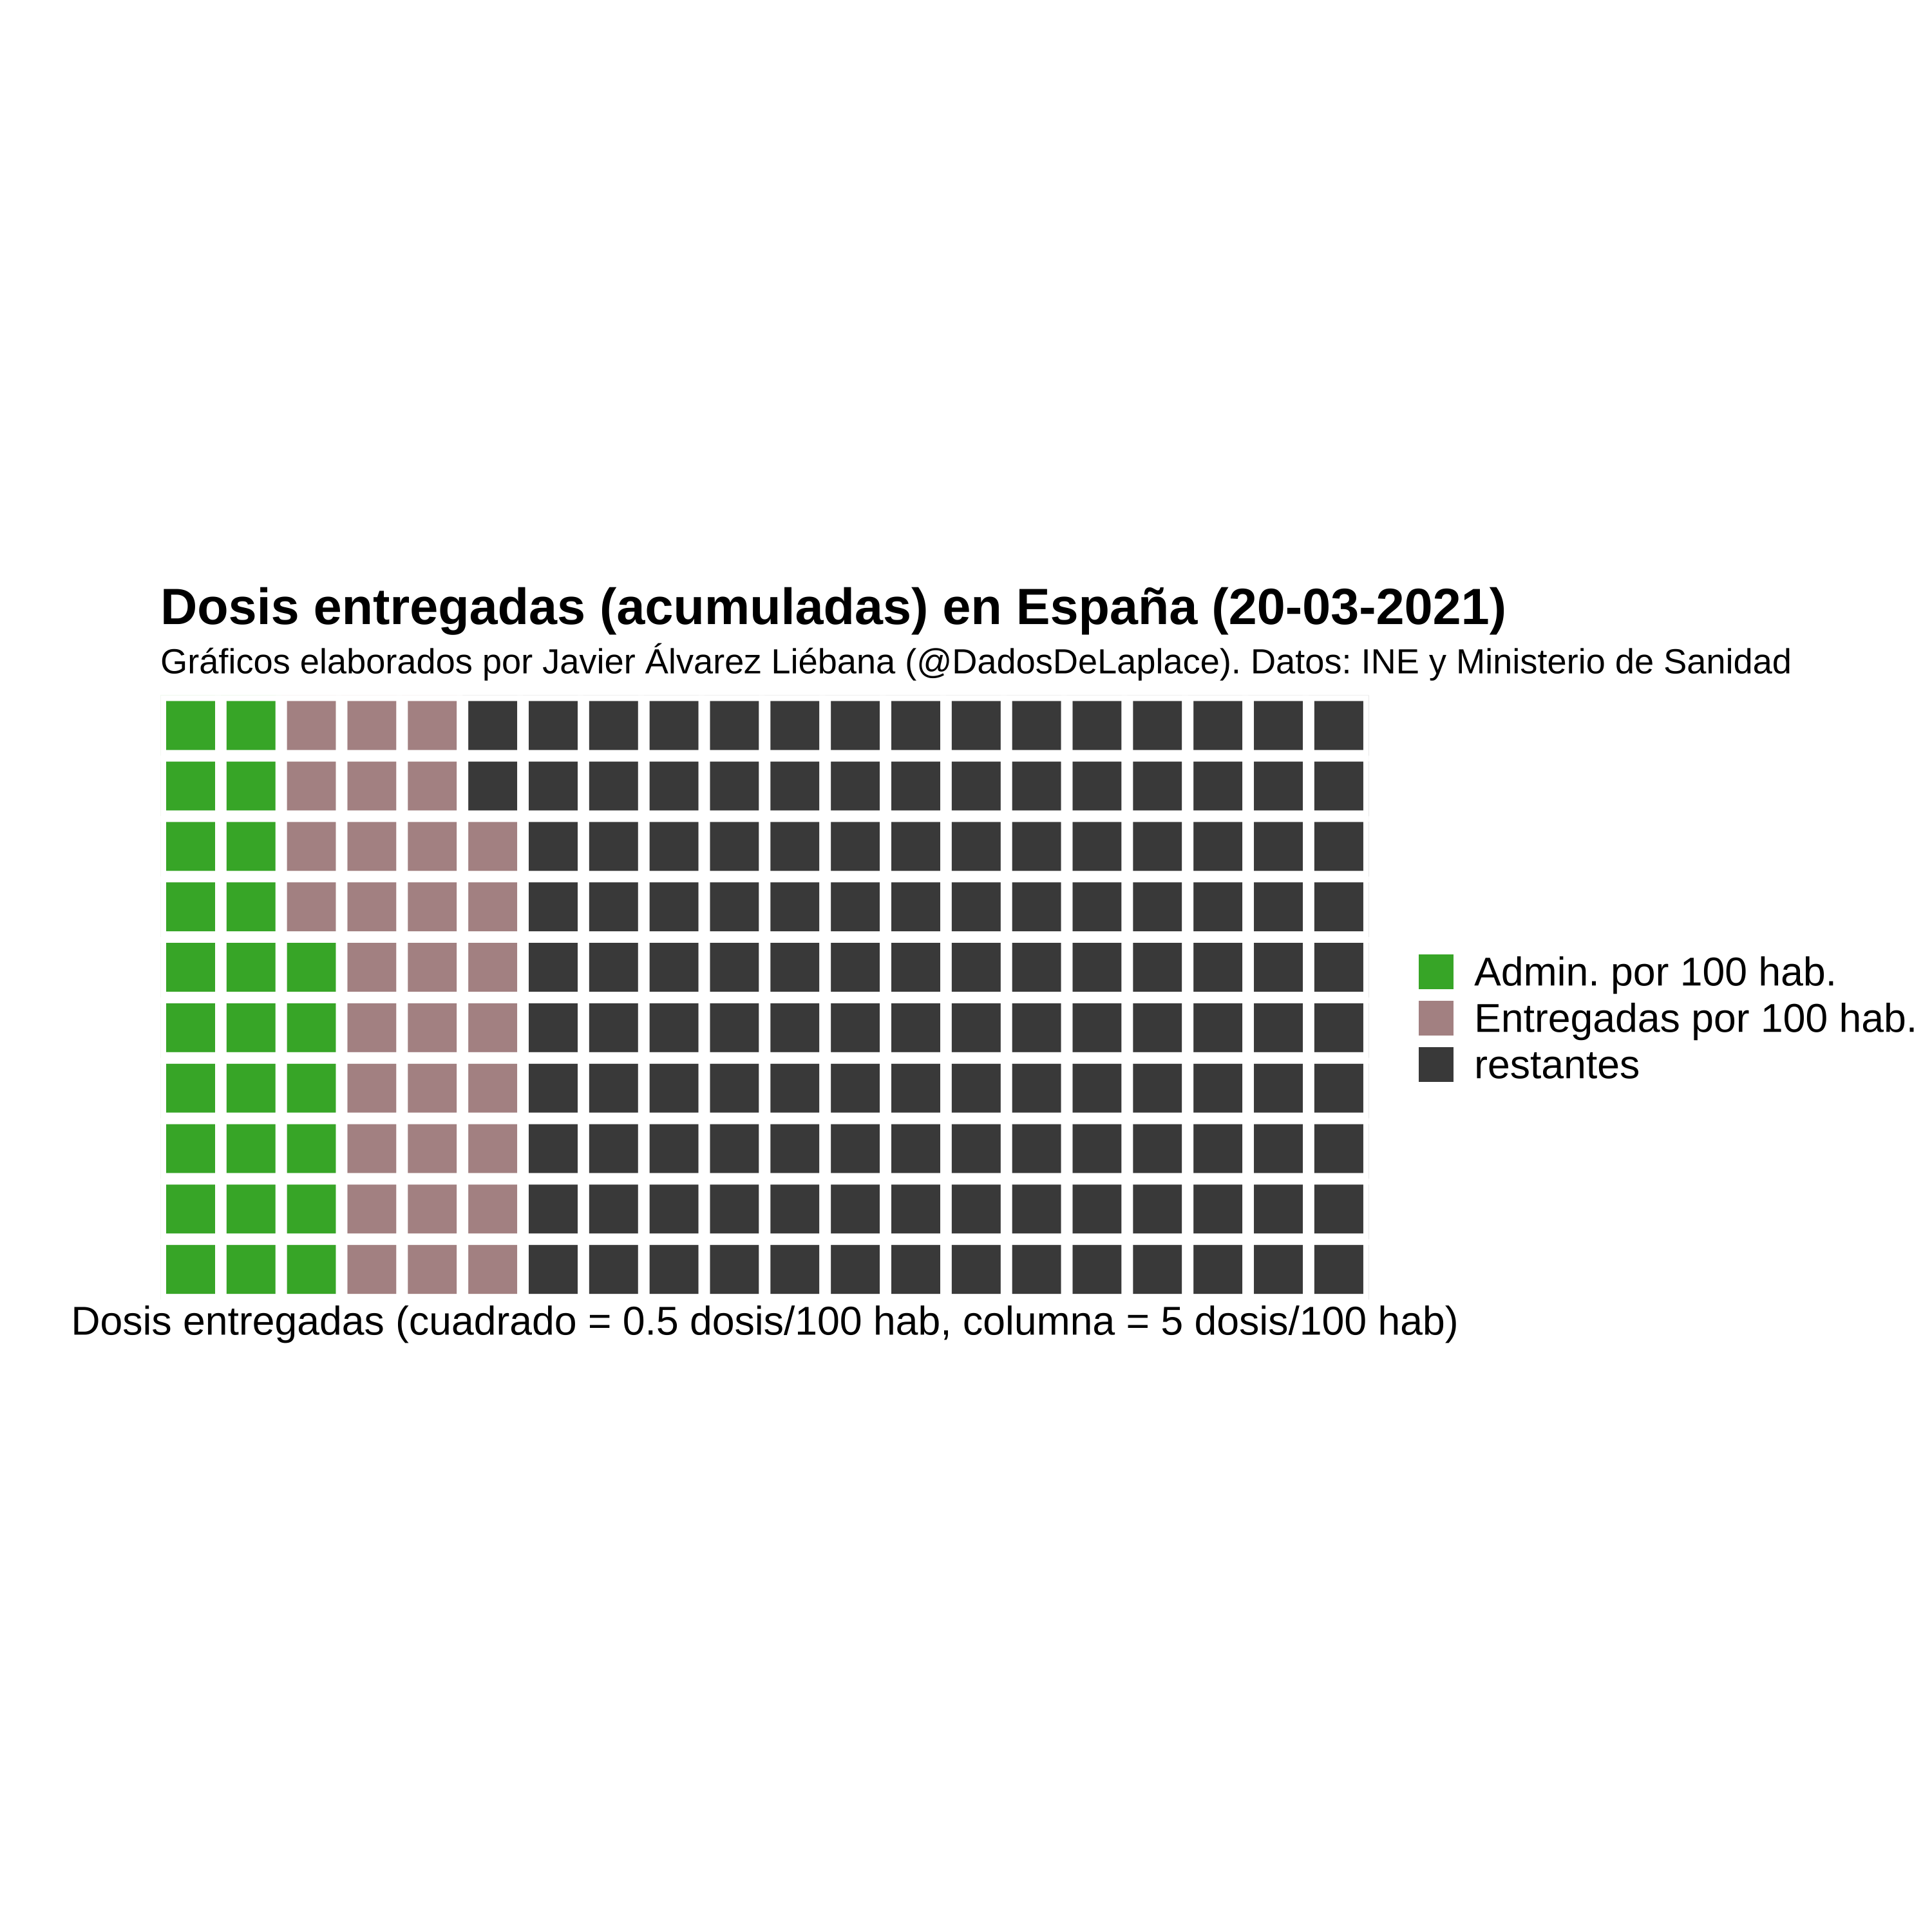 Dosis entregadas (acumuladas) en España (20-03-2021)
Gráficos elaborados por Javier Álvarez Liébana (@DadosDeLaplace). Datos: INE y Ministerio de Sanidad
Admin. por 100 hab.
Entregadas por 100 hab.
restantes
Dosis entregadas (cuadrado = 0.5 dosis/100 hab, columna = 5 dosis/100 hab)